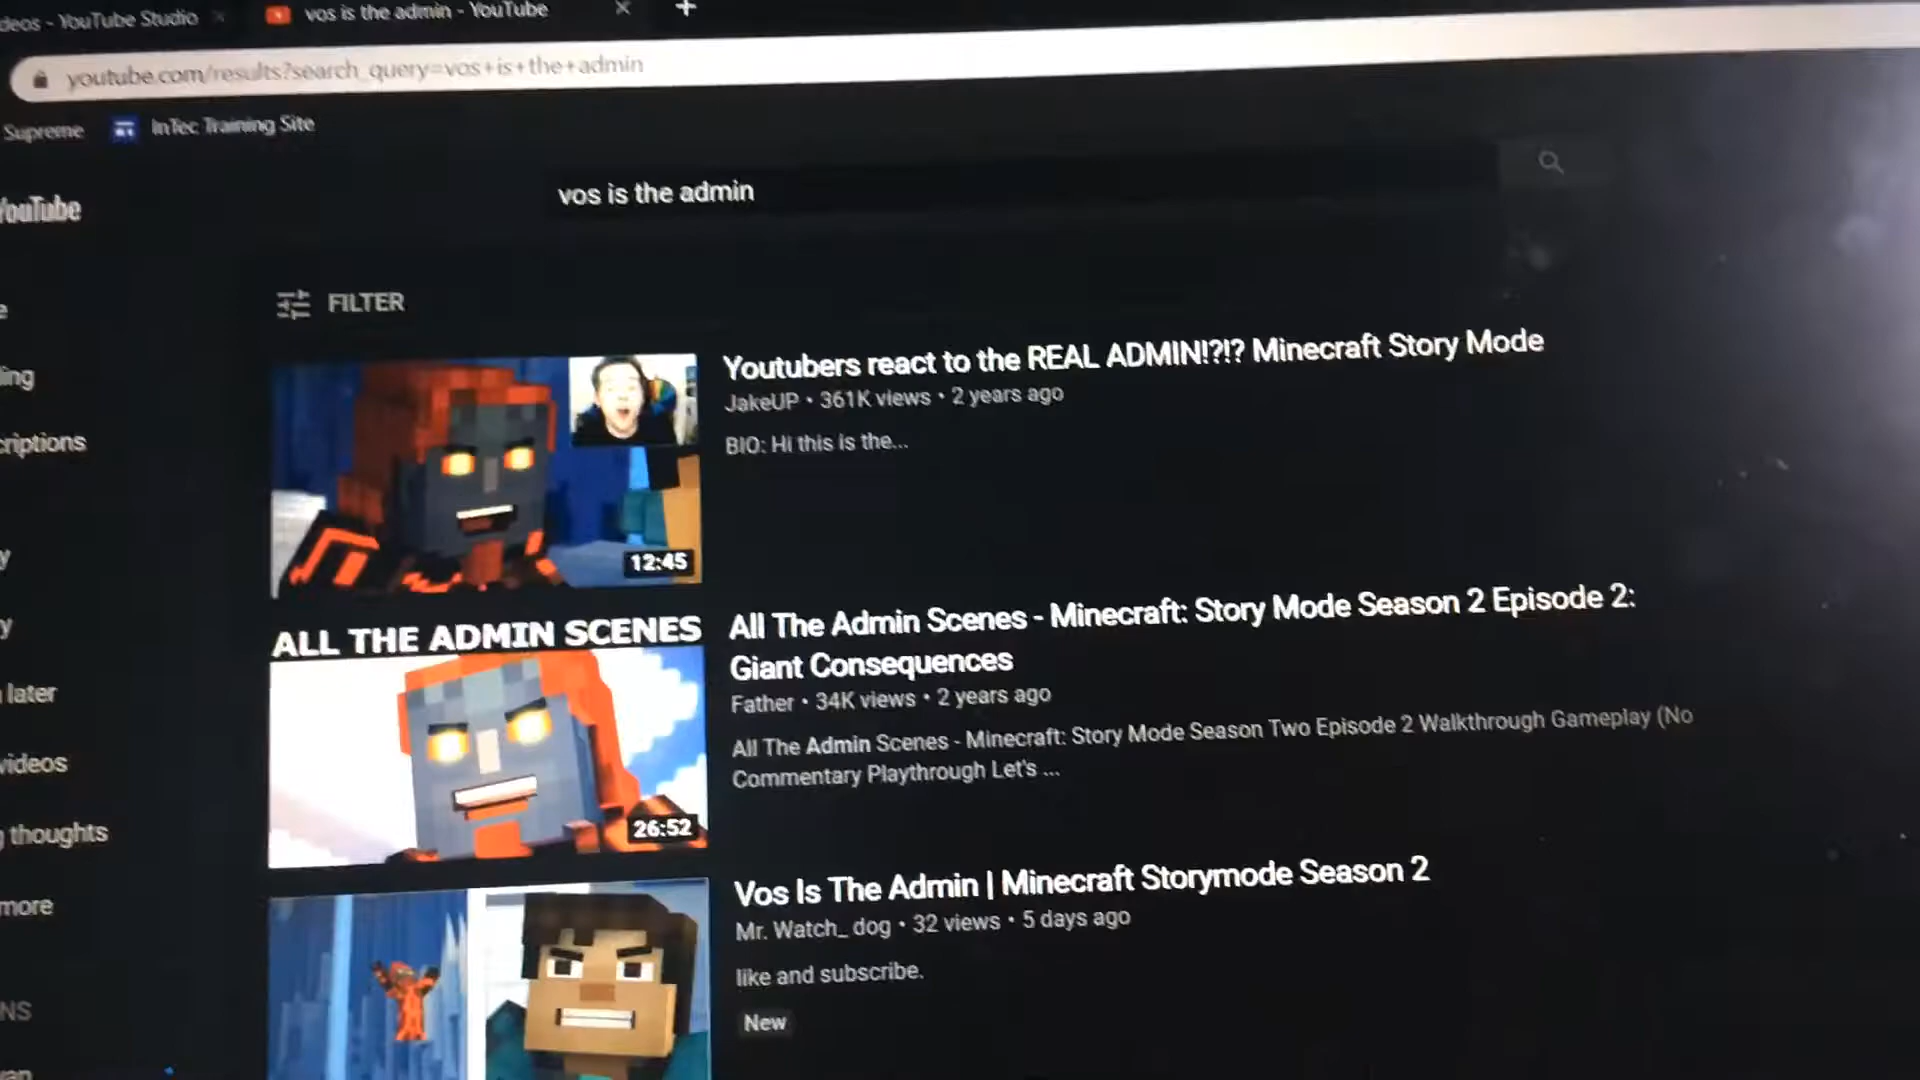 deos - YouTube Studio
vos is the admin - YouTube
youtube.com/results?search_query=vos+is+the+admin
Supreme
InTec Training Site
YouTube
vos is the admin
FILTER
e
ing
criptions
y
y
later
videos
g thoughts
more
NS
Youtubers react to the REAL ADMIN!?!? Minecraft Story Mode
JakeUP • 361K views • 2 years ago
BIO: Hi this is the...
12:45
ALL THE ADMIN SCENES
26:52
All The Admin Scenes - Minecraft: Story Mode Season 2 Episode 2:
Giant Consequences
Father • 34K views • 2 years ago
All The Admin Scenes - Minecraft: Story Mode Season Two Episode 2 Walkthrough Gameplay (No
Commentary Playthrough Let's ...
Vos Is The Admin | Minecraft Storymode Season 2
Mr. Watch_ dog • 32 views • 5 days ago
like and subscribe.
New